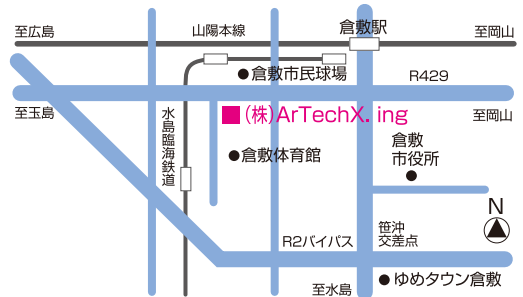 至広島
山陽本線
倉敷駅
至岡山
倉敷市民球場
R429
至玉島
水島臨海鉄道
(株)ArTechX. ing
至岡山
倉敷体育館
倉敷
市役所
N
R2バイパス
笹沖
交差点
至水島
ゆめタウン倉敷